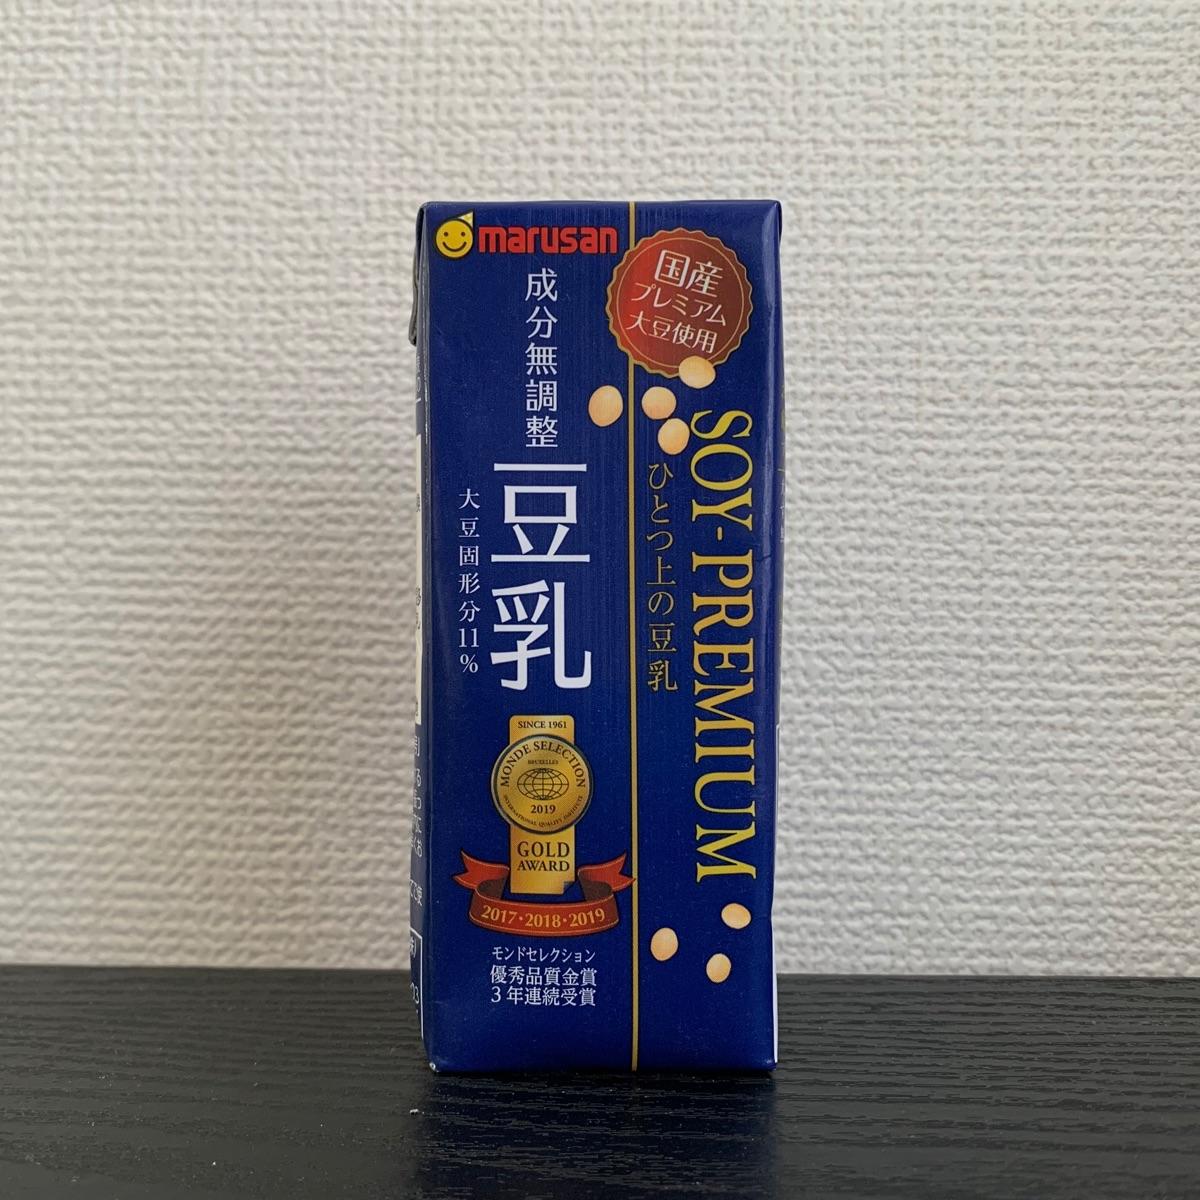 marusan
国産
プレミアム
大豆使用
成分無調整
豆乳
大豆固形分11%
SOY-PREMIUM
ひとつ上の豆乳
SINCE 1961
MONDE SELECTION
BRUXELLES
2019
INTERNATIONAL QUALITY INSTITUTE
GOLD
AWARD
2017・2018・2019
モンドセレクション
優秀品質金賞
3年連続受賞